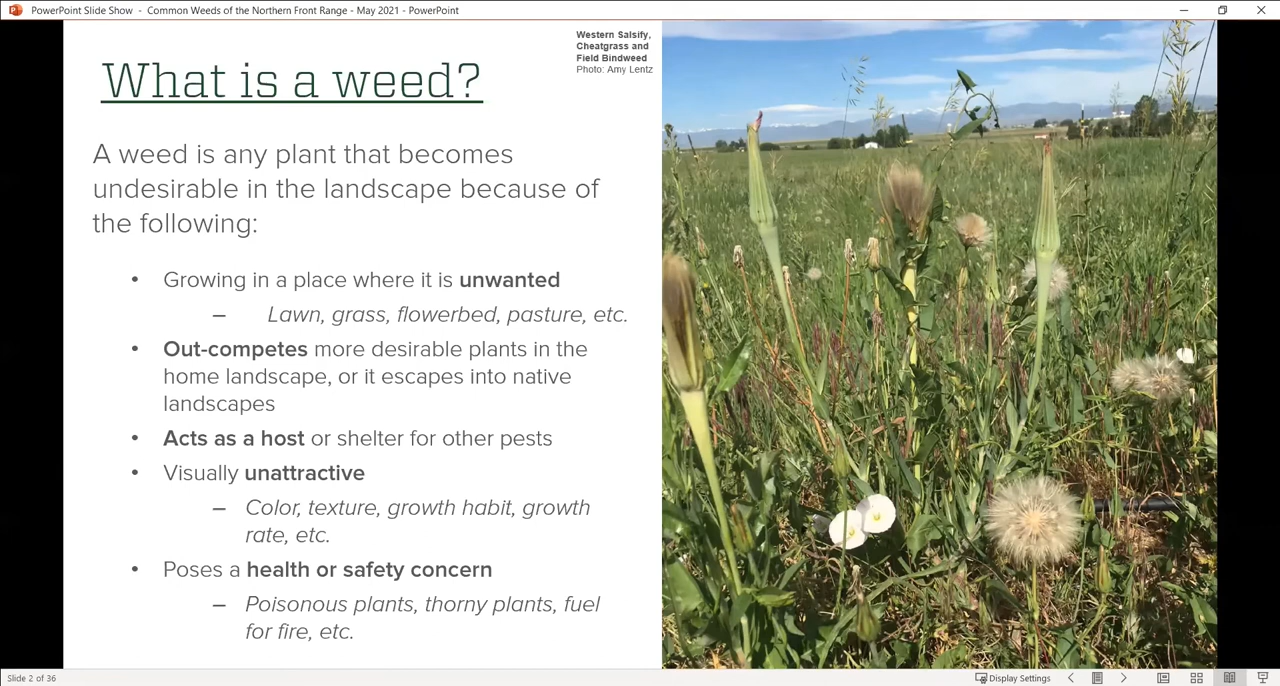 PowerPoint Slide Show - Common Weeds of the Northern Front Range - May 2021 - PowerPoint
Western Salsify,
Cheatgrass and
Field Bindweed
Photo: Amy Lentz
What is a weed?
A weed is any plant that becomes
undesirable in the landscape because of
the following:
• Growing in a place where it is unwanted
– Lawn, grass, flowerbed, pasture, etc.
• Out-competes more desirable plants in the
home landscape, or it escapes into native
landscapes
• Acts as a host or shelter for other pests
• Visually unattractive
– Color, texture, growth habit, growth
rate, etc.
• Poses a health or safety concern
– Poisonous plants, thorny plants, fuel
for fire, etc.
Slide 2 of 36
Display Settings